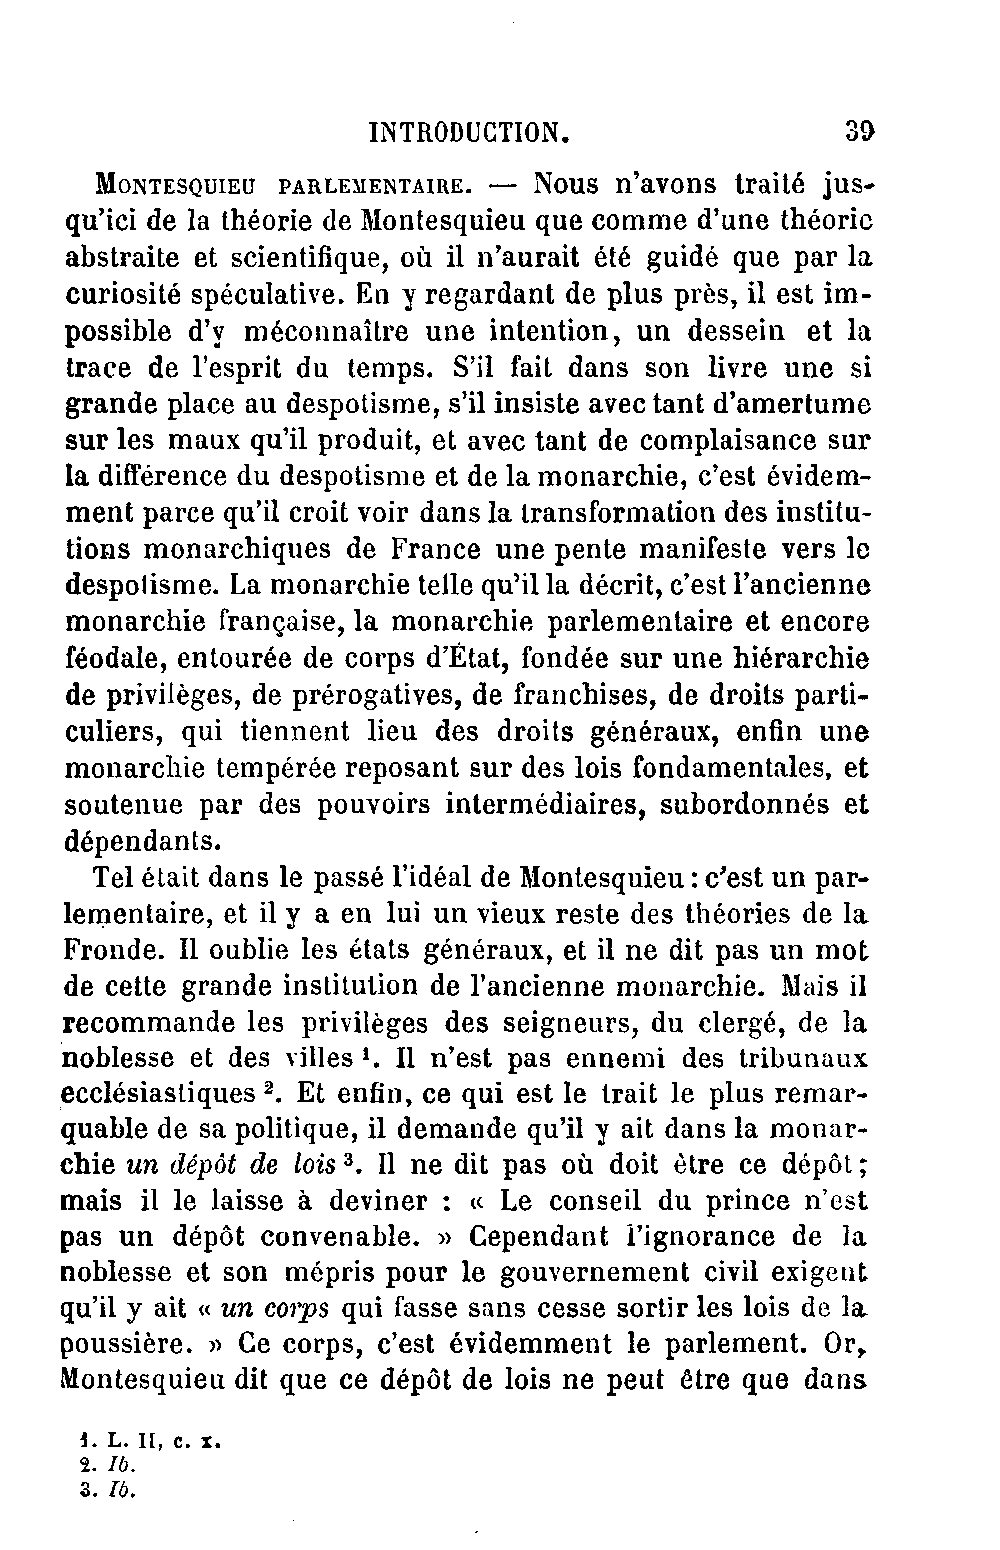 INTRODUCTION. 39
MONTESQUIEU PARLEMENTAIRE. — Nous n'avons traité jus-
qu'ici de la théorie de Montesquieu que comme d'une théorie
abstraite et scientifique, où il n'aurait été guidé que par la
curiosité spéculative. En y regardant de plus près, il est im-
possible d'y méconnaître une intention, un dessein et la
trace de l'esprit du temps. S'il fait dans son livre une si
grande place au despotisme, s'il insiste avec tant d'amertume
sur les maux qu'il produit, et avec tant de complaisance sur
la différence du despotisme et de la monarchie, c'est évidem-
ment parce qu'il croit voir dans la transformation des institu-
tions monarchiques de France une pente manifeste vers le
despotisme. La monarchie telle qu'il la décrit, c'est l'ancienne
monarchie française, la monarchie parlementaire et encore
féodale, entourée de corps d'État, fondée sur une hiérarchie
de privilèges, de prérogatives, de franchises, de droits parti-
culiers, qui tiennent lieu des droits généraux, enfin une
monarchie tempérée reposant sur des lois fondamentales, et
soutenue par des pouvoirs intermédiaires, subordonnés et
dépendants.
Tel était dans le passé l'idéal de Montesquieu : c'est un par-
lementaire, et il y a en lui un vieux reste des théories de la
Fronde. Il oublie les états généraux, et il ne dit pas un mot
de cette grande institution de l'ancienne monarchie. Mais il
recommande les privilèges des seigneurs, du clergé, de la
noblesse et des villes ¹. Il n'est pas ennemi des tribunaux
ecclésiastiques ². Et enfin, ce qui est le trait le plus remar-
quable de sa politique, il demande qu'il y ait dans la monar-
chie un dépôt de lois ³. Il ne dit pas où doit être ce dépôt ;
mais il le laisse à deviner : « Le conseil du prince n'est
pas un dépôt convenable. » Cependant l'ignorance de la
noblesse et son mépris pour le gouvernement civil exigent
qu'il y ait « un corps qui fasse sans cesse sortir les lois de la
poussière. » Ce corps, c'est évidemment le parlement. Or,
Montesquieu dit que ce dépôt de lois ne peut être que dans
1. L. II, c. x.
2. Ib.
3. Ib.